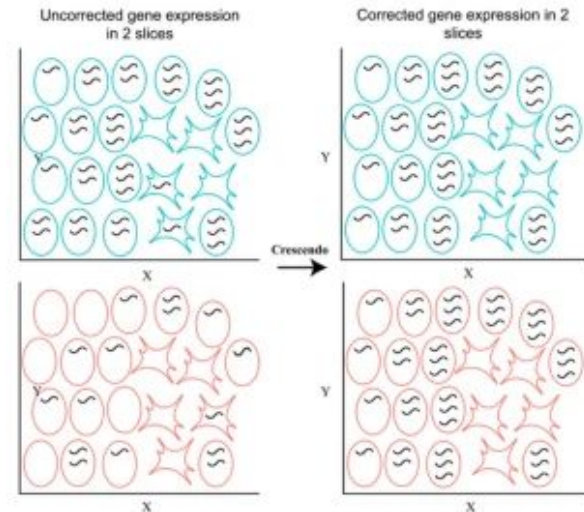 Uncorrected gene expression
in 2 slices
Corrected gene expression in 2
slices
Y
Y
X
X
Crescendo
Y
Y
X
X